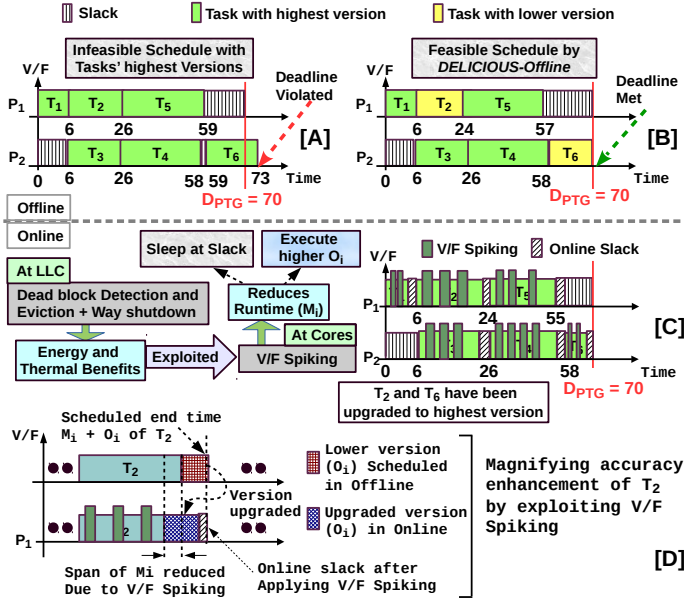 Slack
Task with highest version
Task with lower version
V/F
Infeasible Schedule with
Tasks' highest Versions
Deadline
Violated
P1
T1
T2
T5
6
26
59
[A]
P2
T3
T4
T6
0
6
26
58
59
73
Time
DPTG = 70
V/F
Feasible Schedule by
DELICIOUS-Offline
Deadline
Met
P1
T1
T2
T5
6
24
57
[B]
P2
T3
T4
T6
0
6
26
58
Time
DPTG = 70
Offline
Online
At LLC
Dead block Detection and
Eviction + Way shutdown
Energy and
Thermal Benefits
Exploited
Sleep at Slack
Execute
higher Oi
Reduces
Runtime (Mi)
At Cores
V/F Spiking
V/F
V/F Spiking
Online Slack
P1
T5
6
24
55
[C]
P2
0
6
26
58
Time
DPTG = 70
T2 and T6 have been
upgraded to highest version
Scheduled end time
Mi + Oi of T2
V/F
T2
Lower version
(Oi) Scheduled
in Offline
Version
upgraded
Upgraded version
(Oi) in Online
P1
2
Span of Mi reduced
Due to V/F Spiking
Online slack after
Applying V/F Spiking
Magnifying accuracy
enhancement of T2
by exploiting V/F
Spiking
[D]